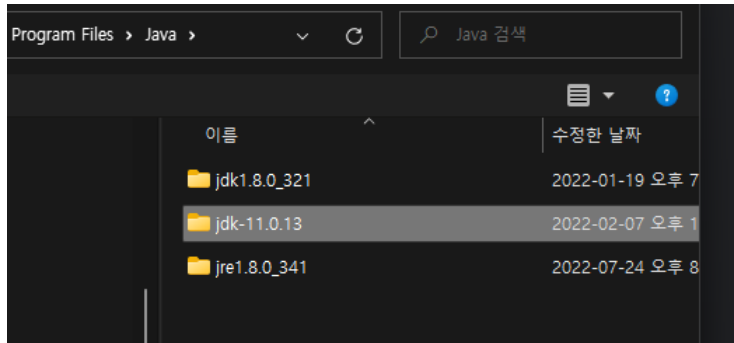 Program Files › Java ›
Java 검색
이름 수정한 날짜
jdk1.8.0_321 2022-01-19 오후 7
jdk-11.0.13 2022-02-07 오후 1
jre1.8.0_341 2022-07-24 오후 8